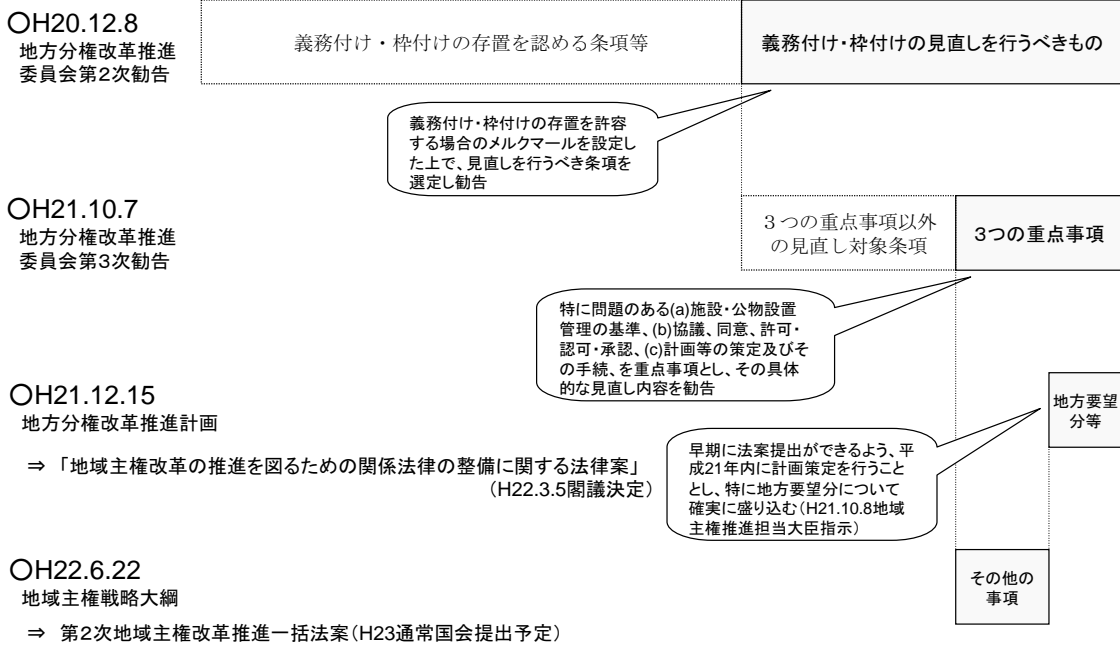 〇H20.12.8
地方分権改革推進
委員会第2次勧告
義務付け・枠付けの存置を認める条項等
義務付け・枠付けの見直しを行うべきもの
義務付け・枠付けの存置を許容
する場合のメルクマールを設定し
た上で、見直しを行うべき条項を
選定し勧告
〇H21.10.7
地方分権改革推進
委員会第3次勧告
３つの重点事項以外
の見直し対象条項
3つの重点事項
特に問題のある(a)施設・公物設置
管理の基準、(b)協議、同意、許可・
認可・承認、(c)計画等の策定及びそ
の手続、を重点事項とし、その具体
的な見直し内容を勧告
〇H21.12.15
地方分権改革推進計画
⇒ 「地域主権改革の推進を図るための関係法律の整備に関する法律案」
(H22.3.5閣議決定)
地方要望
分等
早期に法案提出ができるよう、平
成21年内に計画策定を行うこと
とし、特に地方要望分について
確実に盛り込む(H21.10.8地域
主権推進担当大臣指示)
〇H22.6.22
地域主権戦略大綱
⇒ 第2次地域主権改革推進一括法案(H23通常国会提出予定)
その他の
事項